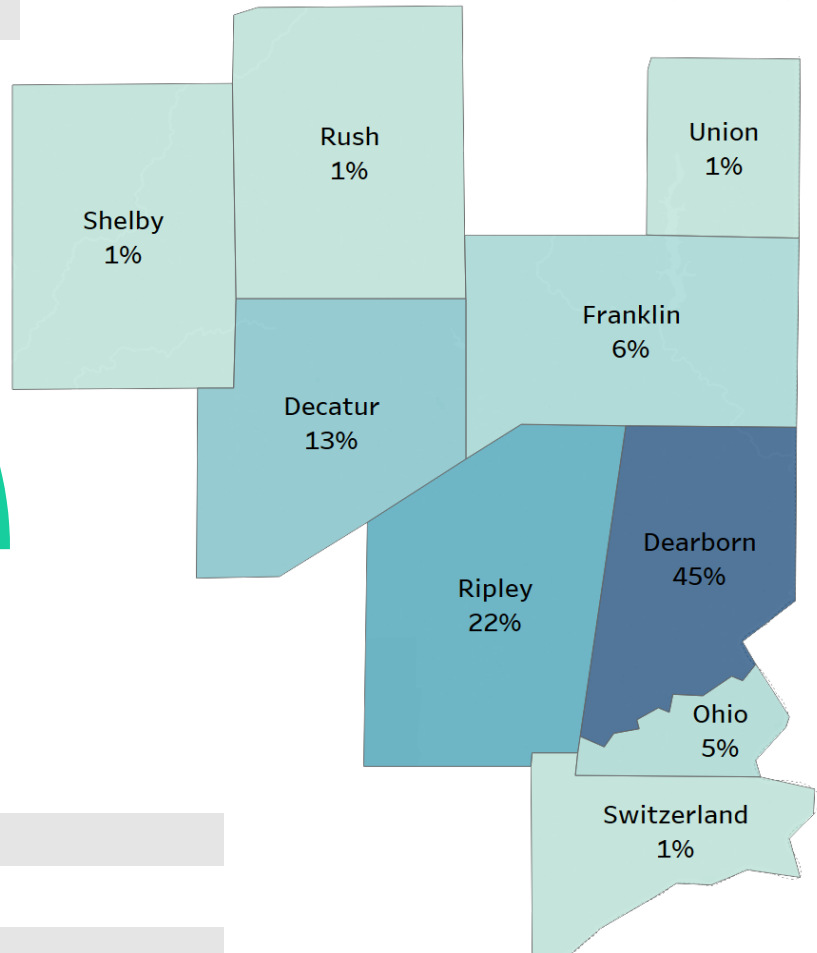 Rush
1%
Union
1%
Shelby
1%
Franklin
6%
Decatur
13%
Dearborn
45%
Ripley
22%
Ohio
5%
Switzerland
1%